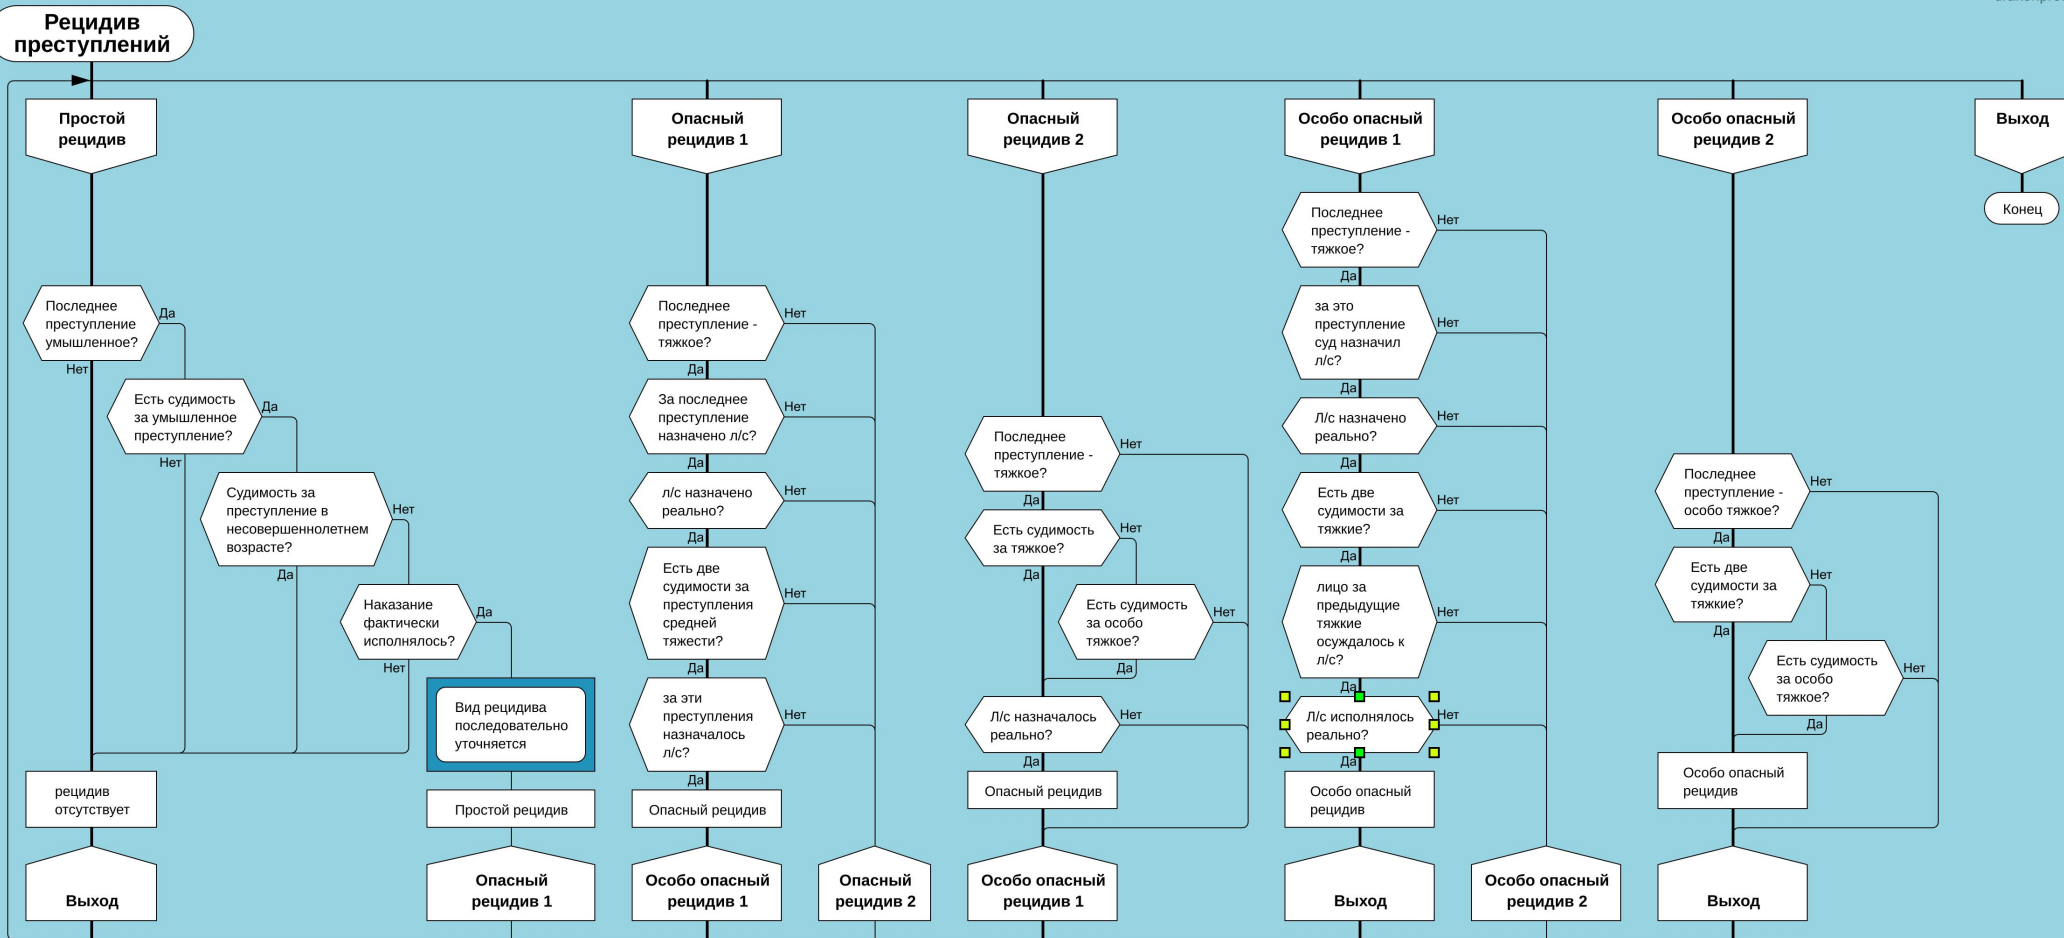 Рецидив
преступлений
Простой
рецидив
Последнее
преступление
умышленное?
Да
Нет
Есть судимость
за умышленное
преступление?
Да
Нет
Судимость за
преступление в
несовершеннолетнем
возрасте?
Нет
Да
Наказание
фактически
исполнялось?
Да
Нет
Вид рецидива
последовательно
уточняется
рецидив
отсутствует
Простой рецидив
Выход
Опасный
рецидив 1
Опасный
рецидив 1
Последнее
преступление -
тяжкое?
Нет
Да
За последнее
преступление
назначено л/с?
Нет
Да
л/с назначено
реально?
Нет
Да
Есть две
судимости за
преступления
средней
тяжести?
Нет
Да
за эти
преступления
назначалось
л/с?
Нет
Да
Опасный рецидив
Особо опасный
рецидив 1
Опасный
рецидив 2
Опасный
рецидив 2
Последнее
преступление -
тяжкое?
Нет
Да
Есть судимость
за тяжкое?
Нет
Да
Есть судимость
за особо
тяжкое?
Нет
Да
Л/с назначалось
реально?
Нет
Да
Опасный рецидив
Особо опасный
рецидив 1
Особо опасный
рецидив 1
Последнее
преступление -
тяжкое?
Нет
Да
за это
преступление
суд назначил
л/с?
Нет
Да
Л/с назначено
реально?
Нет
Да
Есть две
судимости за
тяжкие?
Нет
Да
лицо за
предыдущие
тяжкие
осуждалось к
л/с?
Нет
Да
Л/с исполнялось
реально?
Нет
Да
Особо опасный
рецидив
Выход
Особо опасный
рецидив 2
Особо опасный
рецидив 2
Последнее
преступление -
особо тяжкое?
Нет
Да
Есть две
судимости за
тяжкие?
Нет
Да
Есть судимость
за особо
тяжкое?
Нет
Да
Особо опасный
рецидив
Выход
Выход
Конец